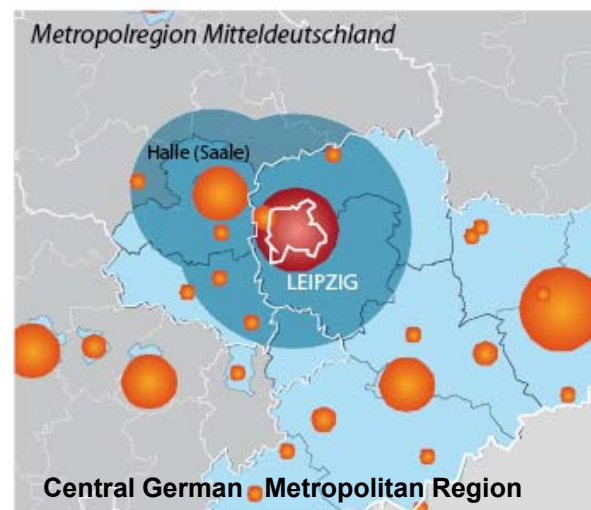 Metropolregion Mitteldeutschland
Halle (Saale)
LEIPZIG
Central German Metropolitan Region